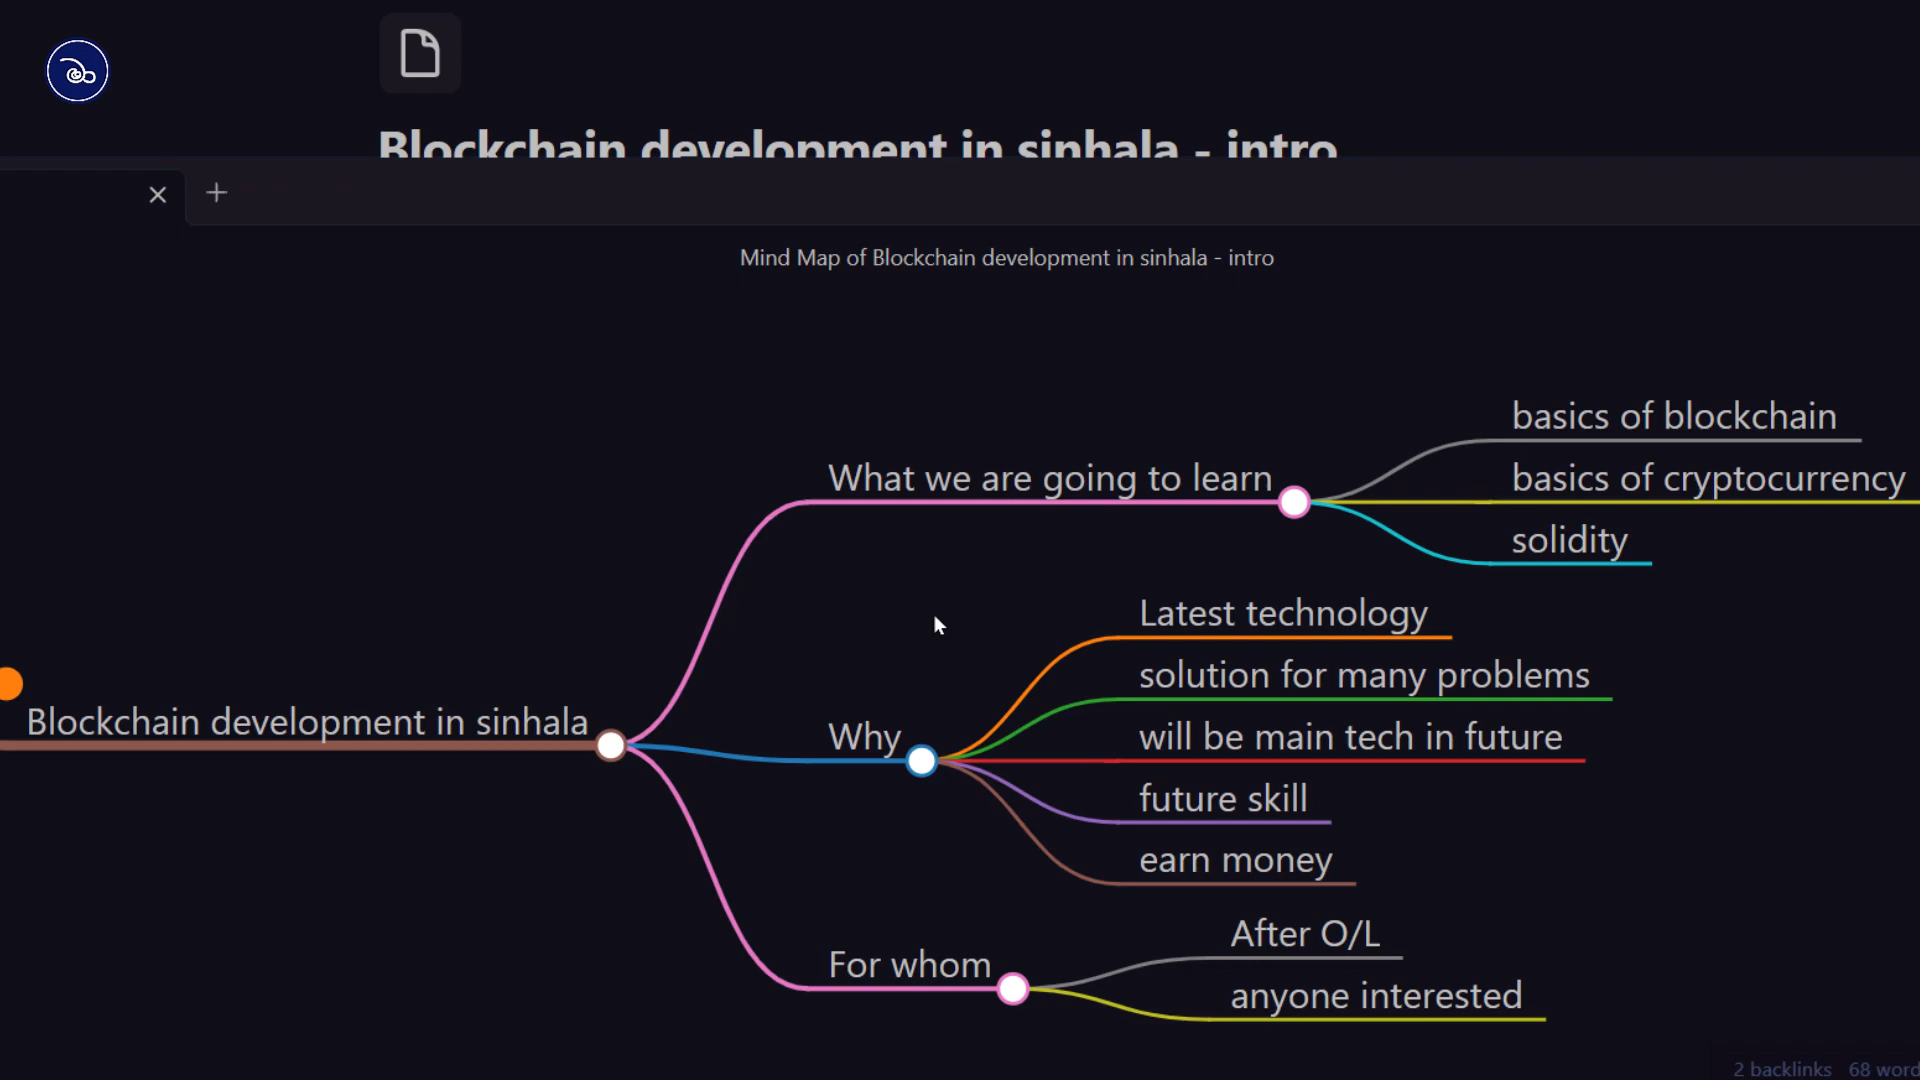 Blockchain development in sinhala - intro
Mind Map of Blockchain development in sinhala - intro
basics of blockchain
What we are going to learn
basics of cryptocurrency
solidity
Latest technology
solution for many problems
Blockchain development in sinhala
Why
will be main tech in future
future skill
earn money
After O/L
For whom
anyone interested
2 backlinks 68 word